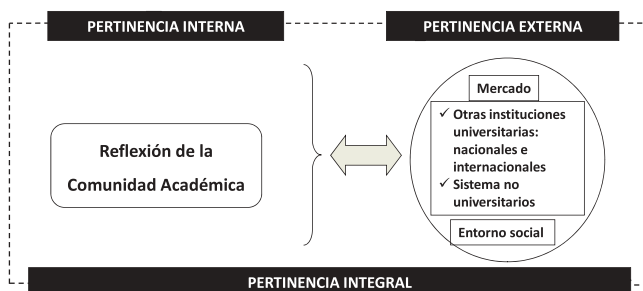 PERTINENCIA INTERNA
PERTINENCIA EXTERNA
Reflexión de la
Comunidad Académica
Mercado
✓ Otras instituciones
universitarias:
nacionales e
internacionales
✓ Sistema no
universitarios
Entorno social
PERTINENCIA INTEGRAL